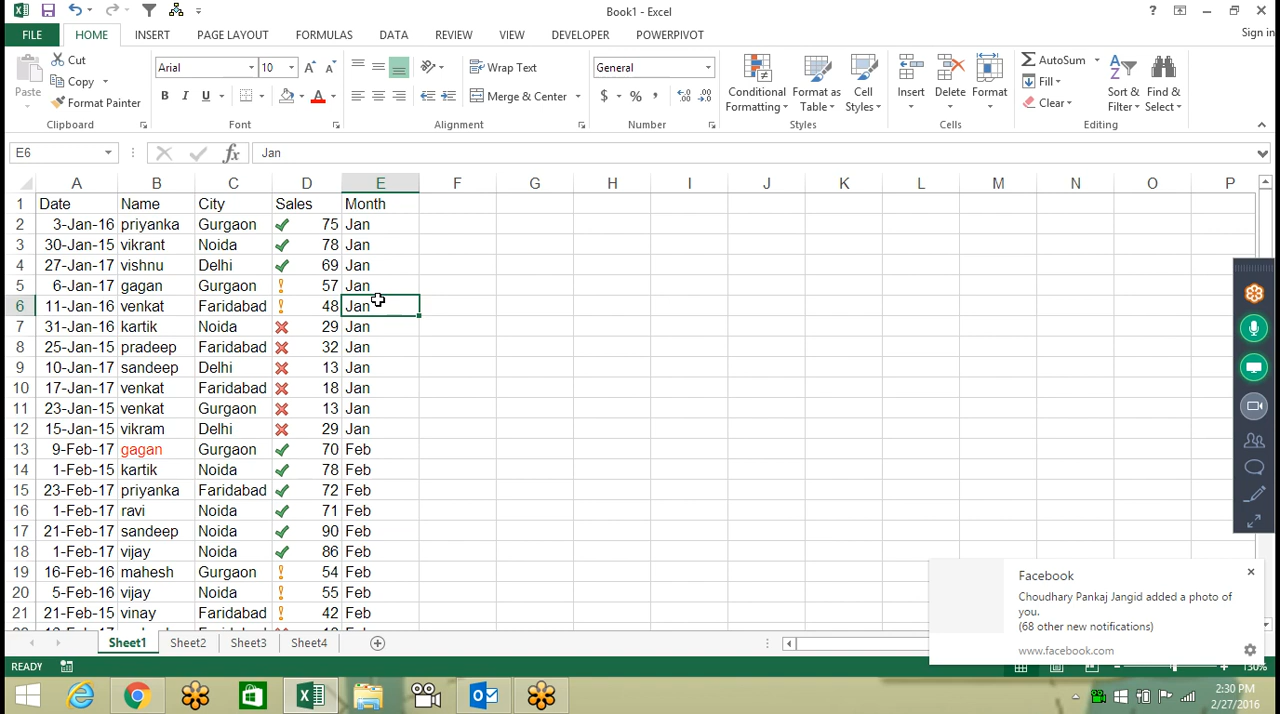 Book1 - Excel
?
FILE HOME INSERT PAGE LAYOUT FORMULAS DATA REVIEW VIEW DEVELOPER POWERPIVOT Sign in
Paste Cut Arial 10 Wrap Text General Conditional Formatting Format as Table Cell Styles Insert Delete Format AutoSum Sort & Filter Find & Select
Copy Fill
Format Painter B I U A Merge & Center $ % , Clear
Clipboard Font Alignment Number Styles Cells Editing
E6 fx Jan
A B C D E F G H I J K L M N O P
1 Date Name City Sales Month
2 3-Jan-16 priyanka Gurgaon 75 Jan
3 30-Jan-15 vikrant Noida 78 Jan
4 27-Jan-17 vishnu Delhi 69 Jan
5 6-Jan-17 gagan Gurgaon 57 Jan
6 11-Jan-16 venkat Faridabad 48 Jan
7 31-Jan-16 kartik Noida 29 Jan
8 25-Jan-15 pradeep Faridabad 32 Jan
9 10-Jan-17 sandeep Delhi 13 Jan
10 17-Jan-17 venkat Faridabad 18 Jan
11 23-Jan-15 venkat Gurgaon 13 Jan
12 15-Jan-15 vikram Delhi 29 Jan
13 9-Feb-17 gagan Gurgaon 70 Feb
14 1-Feb-15 kartik Noida 78 Feb
15 23-Feb-17 priyanka Faridabad 72 Feb
16 1-Feb-17 ravi Noida 71 Feb
17 21-Feb-17 sandeep Noida 90 Feb
18 1-Feb-17 vijay Noida 86 Feb
19 16-Feb-16 mahesh Gurgaon 54 Feb
20 5-Feb-16 vijay Noida 55 Feb
21 21-Feb-15 vinay Faridabad 42 Feb
Facebook
Choudhary Pankaj Jangid added a photo of
you.
(68 other new notifications)
www.facebook.com
Sheet1 Sheet2 Sheet3 Sheet4
READY 130%
2:30 PM
2/27/2016